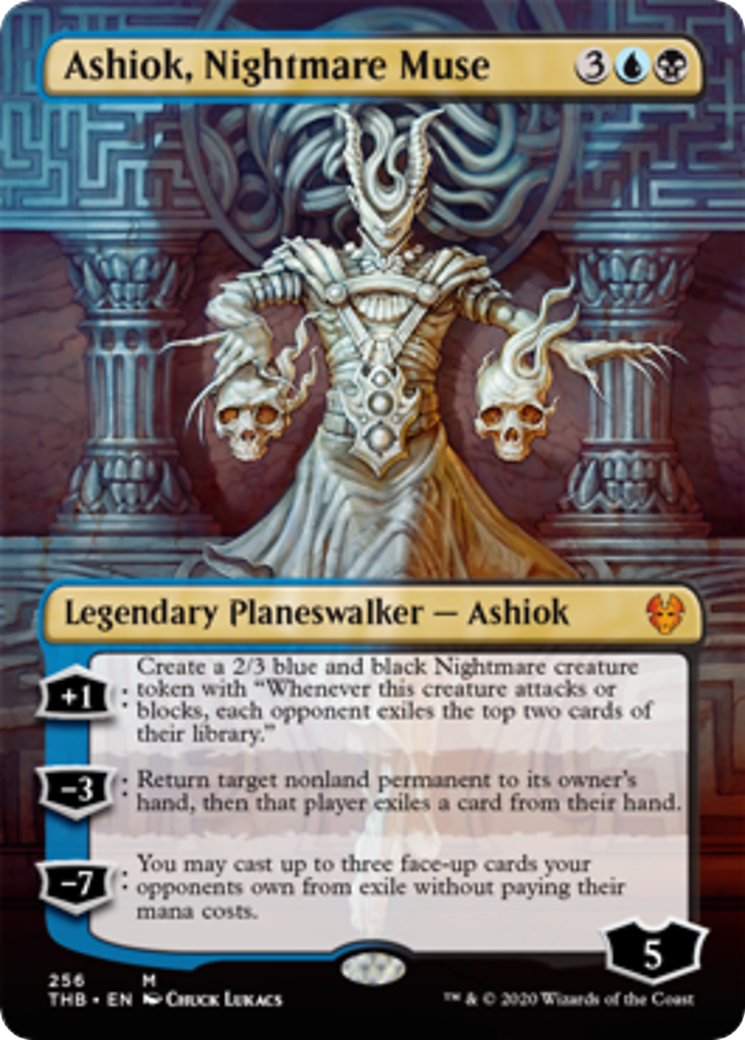 Ashiok, Nightmare Muse 3
Legendary Planeswalker — Ashiok
Create a 2/3 blue and black Nightmare creature
+1 : token with “Whenever this creature attacks or
blocks, each opponent exiles the top two cards of
their library.”
−3 : Return target nonland permanent to its owner’s
hand, then that player exiles a card from their hand.
You may cast up to three face-up cards your
−7 : opponents own from exile without paying their
mana costs.
5
256 M
THB • EN Chuck Lukacs ™ & © 2020 Wizards of the Coast